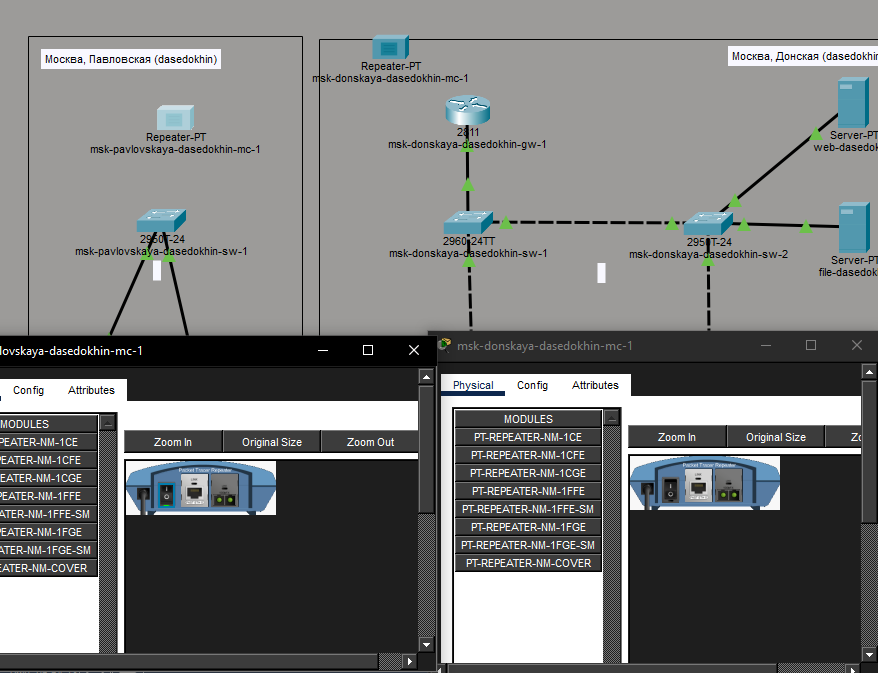 Москва, Павловская (dasedokhin)
Repeater-PT
msk-pavlovskaya-dasedokhin-mc-1
2950T-24
msk-pavlovskaya-dasedokhin-sw-1
Repeater-PT
msk-donskaya-dasedokhin-mc-1
2811
msk-donskaya-dasedokhin-gw-1
2960-24TT
msk-donskaya-dasedokhin-sw-1
Москва, Донская (dasedokhin
Server-PT
web-dasedok
2950T-24
msk-donskaya-dasedokhin-sw-2
Server-PT
file-dasedok
lovskaya-dasedokhin-mc-1
Config
Attributes
MODULES
PEATER-NM-1CE
PEATER-NM-1CFE
PEATER-NM-1CGE
PEATER-NM-1FFE
ATER-NM-1FFE-SM
PEATER-NM-1FGE
ATER-NM-1FGE-SM
EATER-NM-COVER
Zoom In
Original Size
Zoom Out
Packet Tracer Repeater
msk-donskaya-dasedokhin-mc-1
Physical
Config
Attributes
MODULES
PT-REPEATER-NM-1CE
PT-REPEATER-NM-1CFE
PT-REPEATER-NM-1CGE
PT-REPEATER-NM-1FFE
PT-REPEATER-NM-1FFE-SM
PT-REPEATER-NM-1FGE
PT-REPEATER-NM-1FGE-SM
PT-REPEATER-NM-COVER
Zoom In
Original Size
Zo
Packet Tracer Repeater